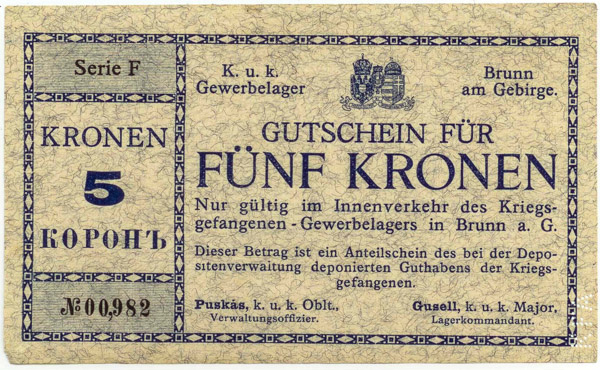 Serie F
KRONEN
5
КОРОНЪ
№ 00,982
K. u. k.
Gewerbelager
Brunn
am Gebirge.
GUTSCHEIN FÜR
FÜNF KRONEN
Nur gültig im Innenverkehr des Kriegs-
gefangenen - Gewerbelagers in Brunn a. G.
Dieser Betrag ist ein Anteilschein des bei der Depo-
sitenverwaltung deponierten Guthabens der Kriegs-
gefangenen.
Puskás, k. u. k. Oblt.,
Verwaltungsoffizier.
Gusell, k. u. k. Major,
Lagerkommandant.